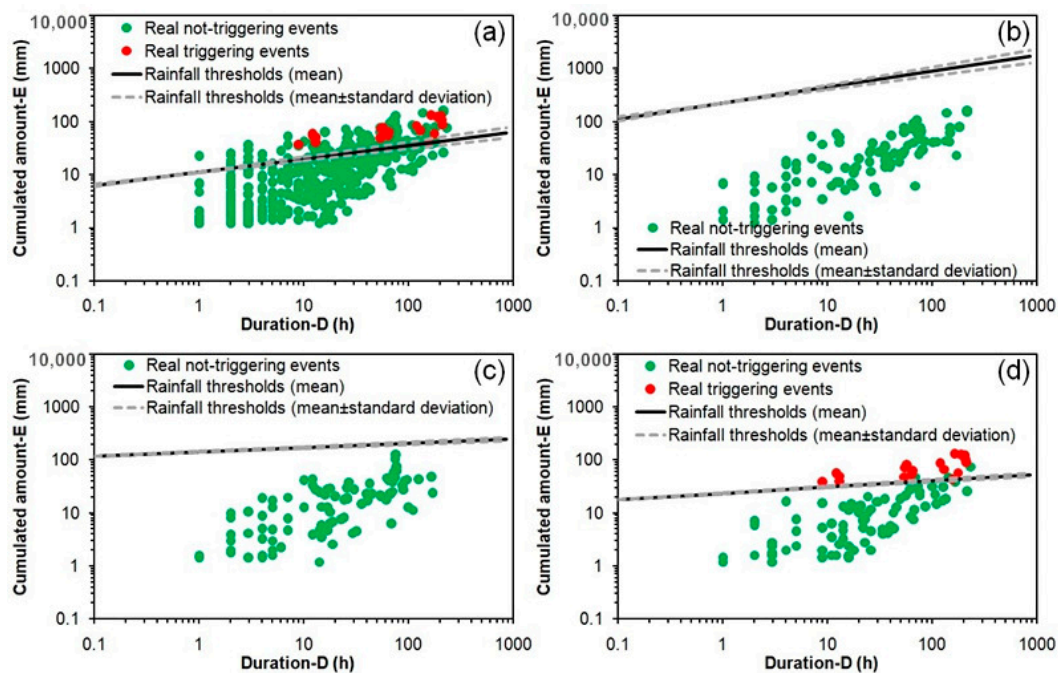 10,000
1000
100
10
1
0.1
Cumulated amount-E (mm)
(a)
Real not-triggering events
Real triggering events
Rainfall thresholds (mean)
Rainfall thresholds (mean±standard deviation)
0.1 1 10 100 1000
Duration-D (h)
10,000
1000
100
10
1
0.1
Cumulated amount-E (mm)
(b)
Real not-triggering events
Rainfall thresholds (mean)
Rainfall thresholds (mean±standard deviation)
0.1 1 10 100 1000
Duration-D (h)
10,000
1000
100
10
1
0.1
Cumulated amount-E (mm)
(c)
Real not-triggering events
Rainfall thresholds (mean)
Rainfall thresholds (mean±standard deviation)
0.1 1 10 100 1000
Duration-D (h)
10,000
1000
100
10
1
0.1
Cumulated amount-E (mm)
(d)
Real not-triggering events
Real triggering events
Rainfall thresholds (mean)
Rainfall thresholds (mean±standard deviation)
0.1 1 10 100 1000
Duration-D (h)